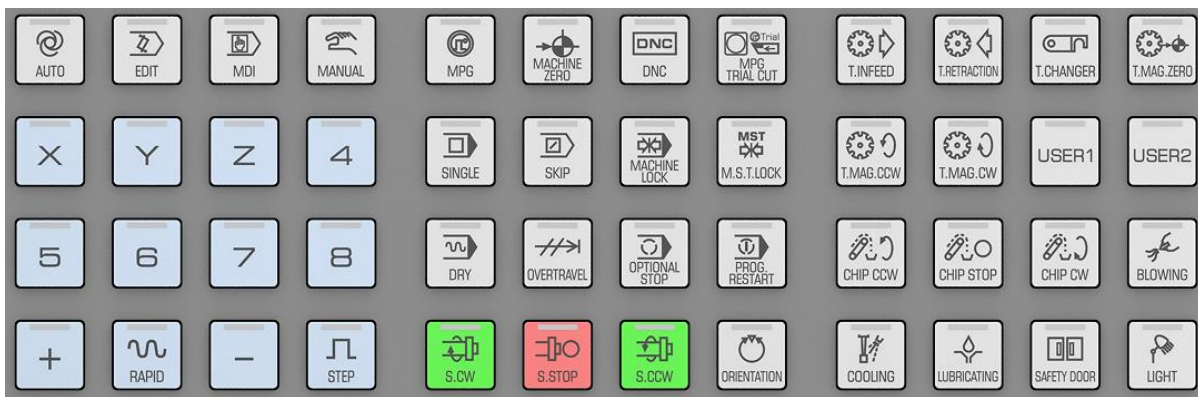 AUTO
EDIT
MDI
MANUAL
MPG
MACHINE
ZERO
DNC
DNC
Trial
MPG
TRIAL CUT
T.INFEED
T.RETRACTION
T.CHANGER
T.MAG.ZERO
X
Y
Z
4
SINGLE
SKIP
MACHINE
LOCK
MST
M.S.T.LOCK
T.MAG.CCW
T.MAG.CW
USER1
USER2
5
6
7
8
DRY
OVERTRAVEL
OPTIONAL
STOP
PROG.
RESTART
CHIP CCW
CHIP STOP
CHIP CW
BLOWING
+
RAPID
-
STEP
S.CW
S.STOP
S.CCW
ORIENTATION
COOLING
LUBRICATING
SAFETY DOOR
LIGHT